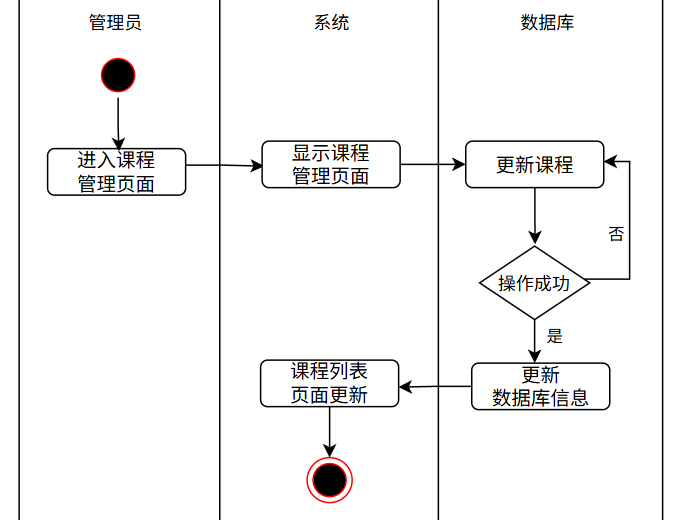 管理员
系统
数据库
进入课程
管理页面
显示课程
管理页面
更新课程
否
操作成功
是
更新
数据库信息
课程列表
页面更新